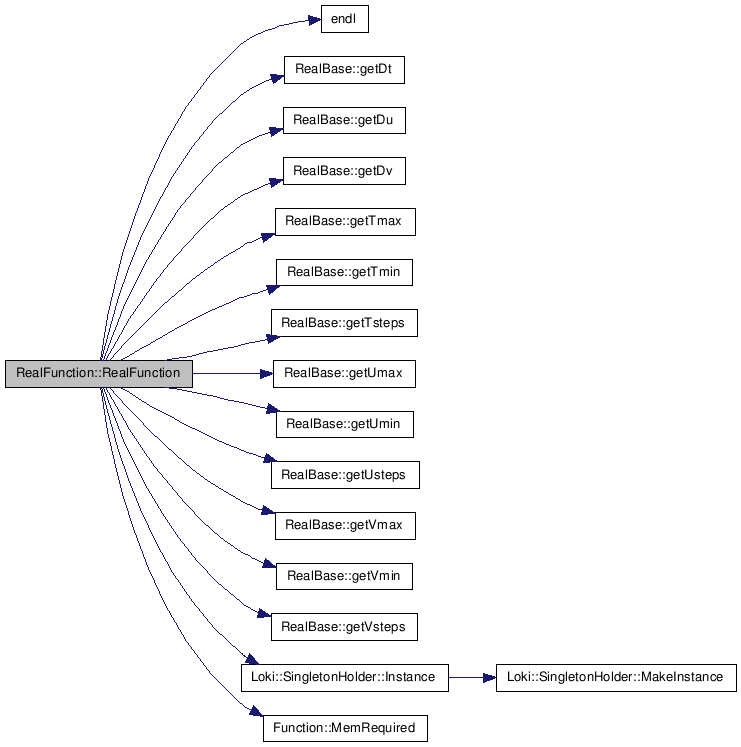 endl
RealBase::getDt
RealBase::getDu
RealBase::getDv
RealBase::getTmax
RealBase::getTmin
RealBase::getTsteps
RealFunction::RealFunction
RealBase::getUmax
RealBase::getUmin
RealBase::getUsteps
RealBase::getVmax
RealBase::getVmin
RealBase::getVsteps
Loki::SingletonHolder::Instance
Loki::SingletonHolder::MakeInstance
Function::MemRequired